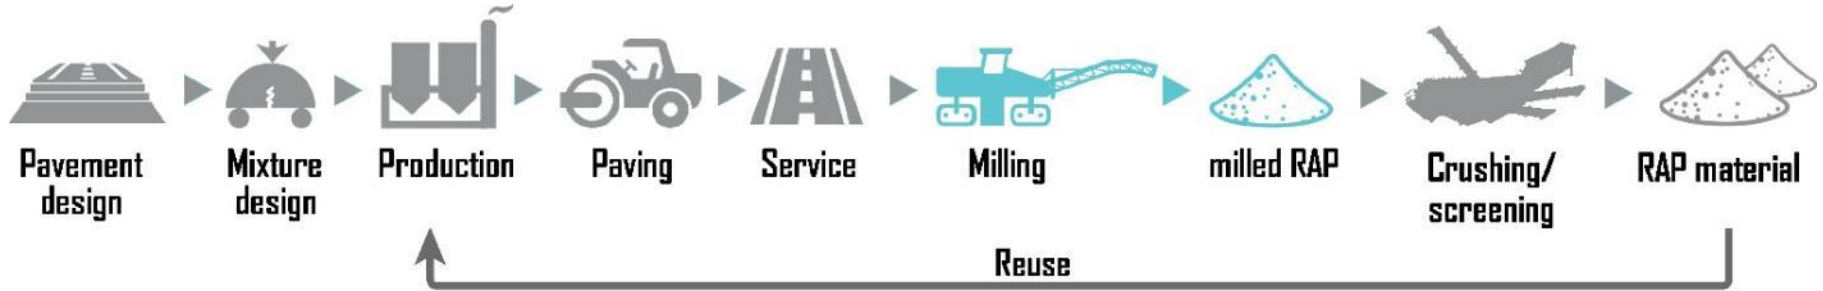 Pavement
design
Mixture
design
Production
Paving
Service
Milling
milled RAP
Crushing/
screening
RAP material
Reuse